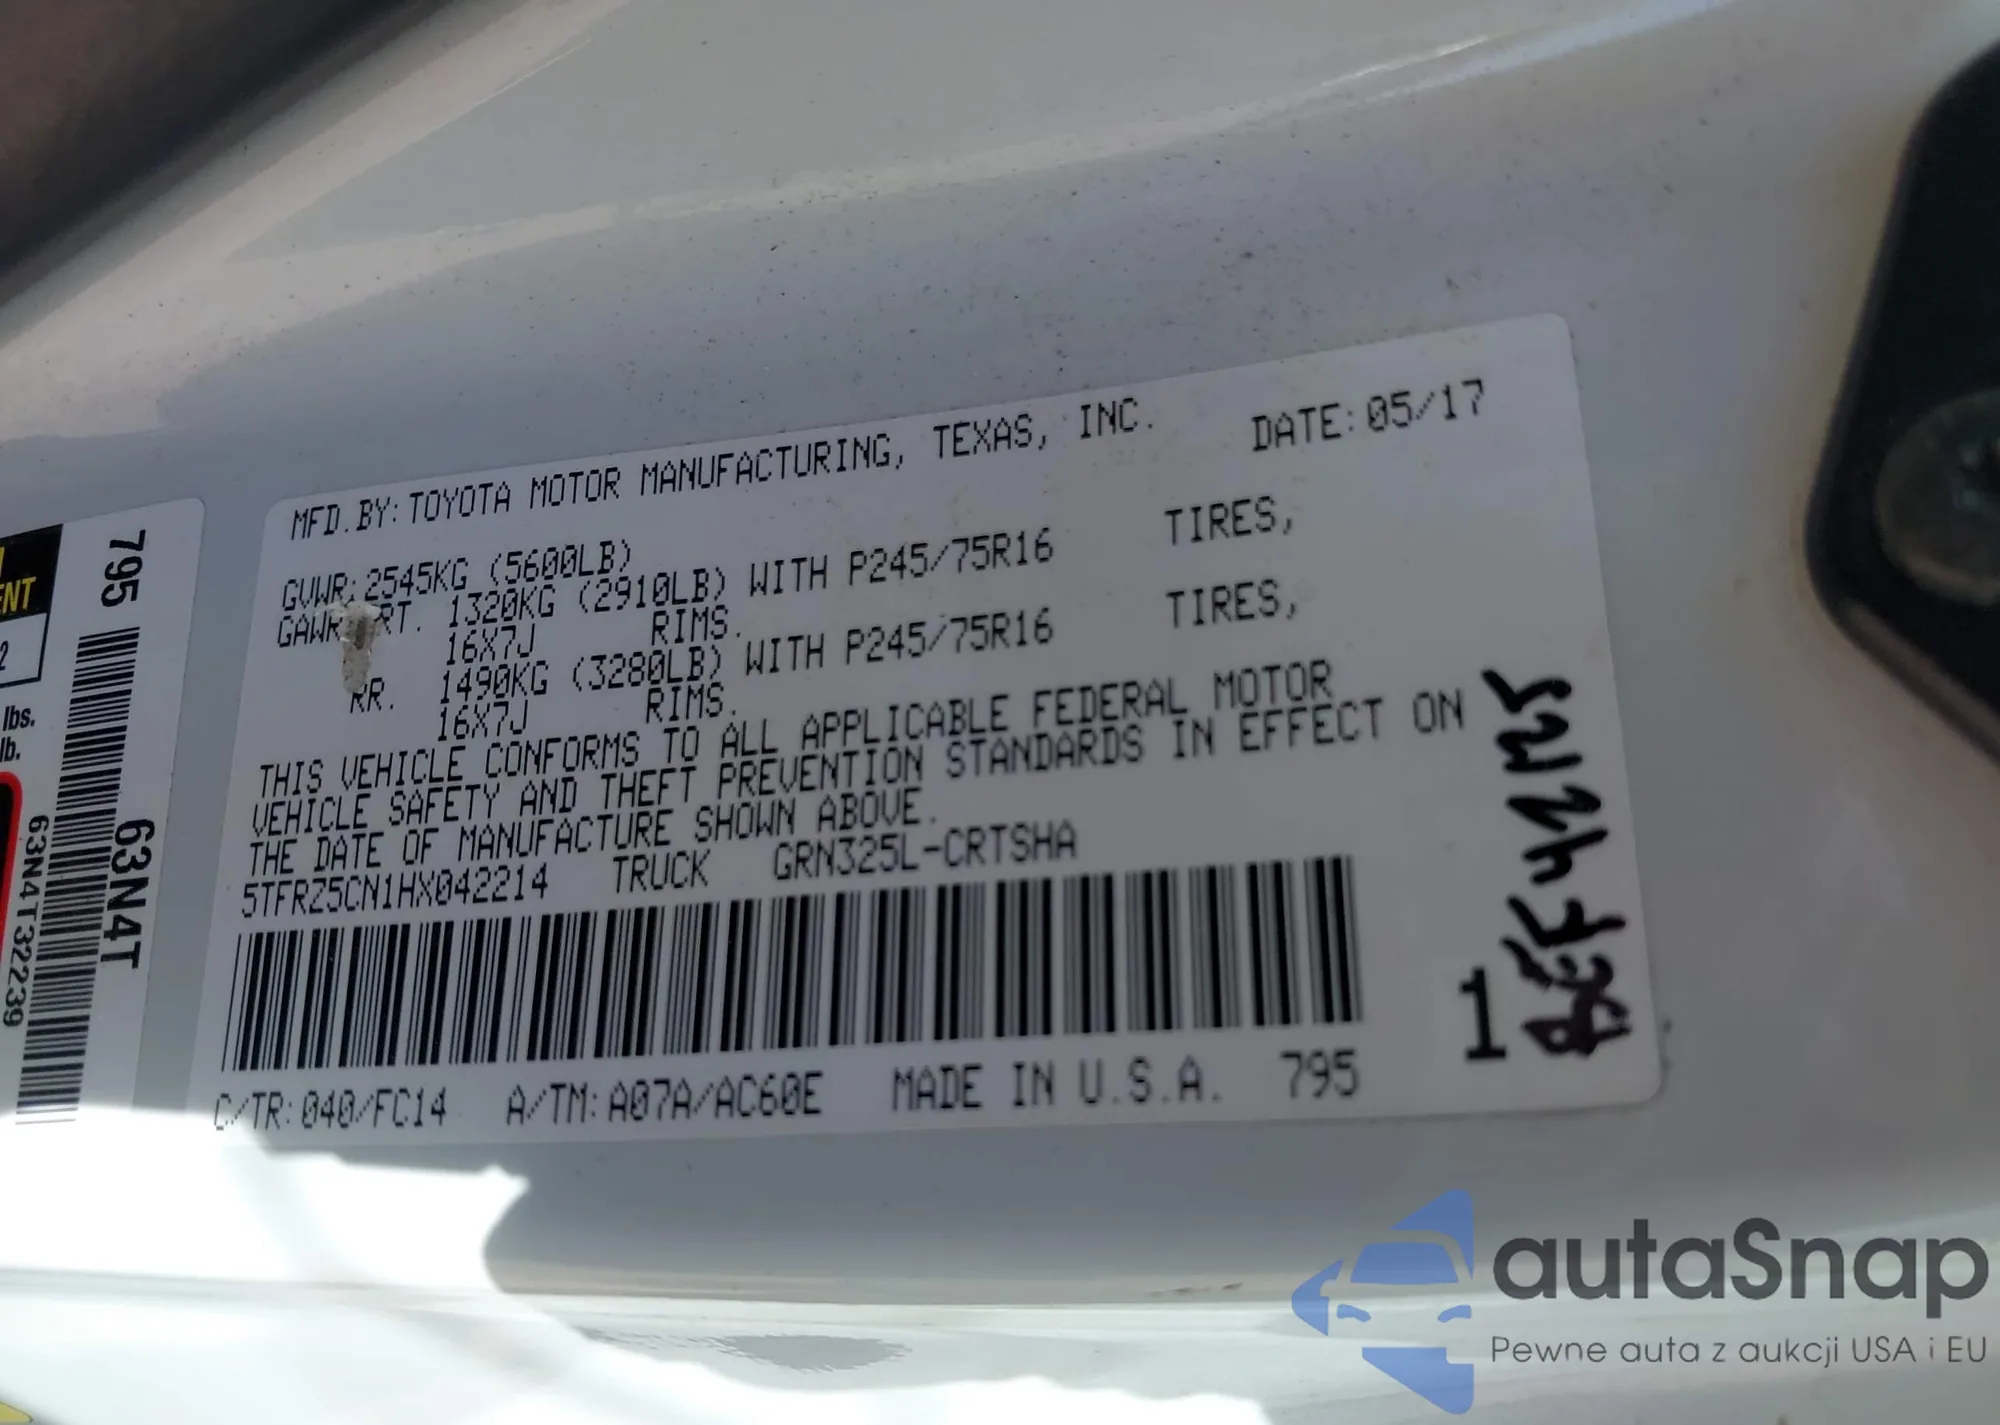 MFD.BY:TOYOTA MOTOR MANUFACTURING, TEXAS, INC. DATE:05/17
GVWR:2545KG (5600LB)
GAWR FRT. 1320KG (2910LB) WITH P245/75R16 TIRES,
16X7J RIMS.
RR. 1490KG (3280LB) WITH P245/75R16 TIRES,
16X7J RIMS.
THIS VEHICLE CONFORMS TO ALL APPLICABLE FEDERAL MOTOR
VEHICLE SAFETY AND THEFT PREVENTION STANDARDS IN EFFECT ON
THE DATE OF MANUFACTURE SHOWN ABOVE.
5TFRZ5CN1HX042214 TRUCK GRN325L-CRTSHA
C/TR:040/FC14 A/TM:A07A/AC60E MADE IN U.S.A. 795
1
795
63N4T
63N4T32239
ENT
2
lbs.
lb.
autaSnap
Pewne auta z aukcji USA i EU